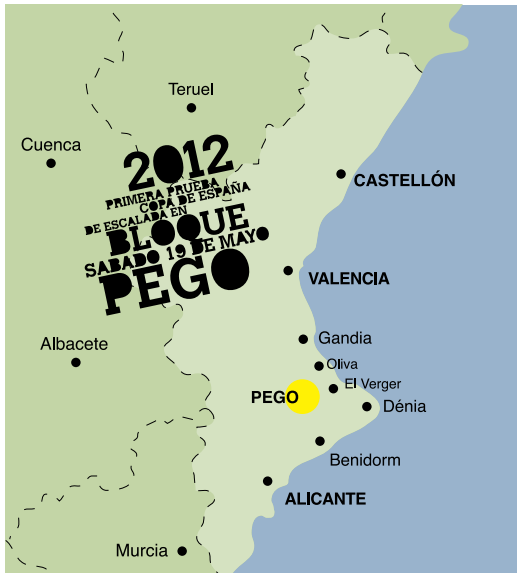 Teruel
Cuenca
2012
PRIMERA PRUEBA
COPA DE ESPAÑA
DE ESCALADA EN
BLOQUE
SABADO 19 DE MAYO
PEGO
CASTELLÓN
VALENCIA
Gandia
Albacete
Oliva
El Verger
PEGO
Dénia
Benidorm
ALICANTE
Murcia